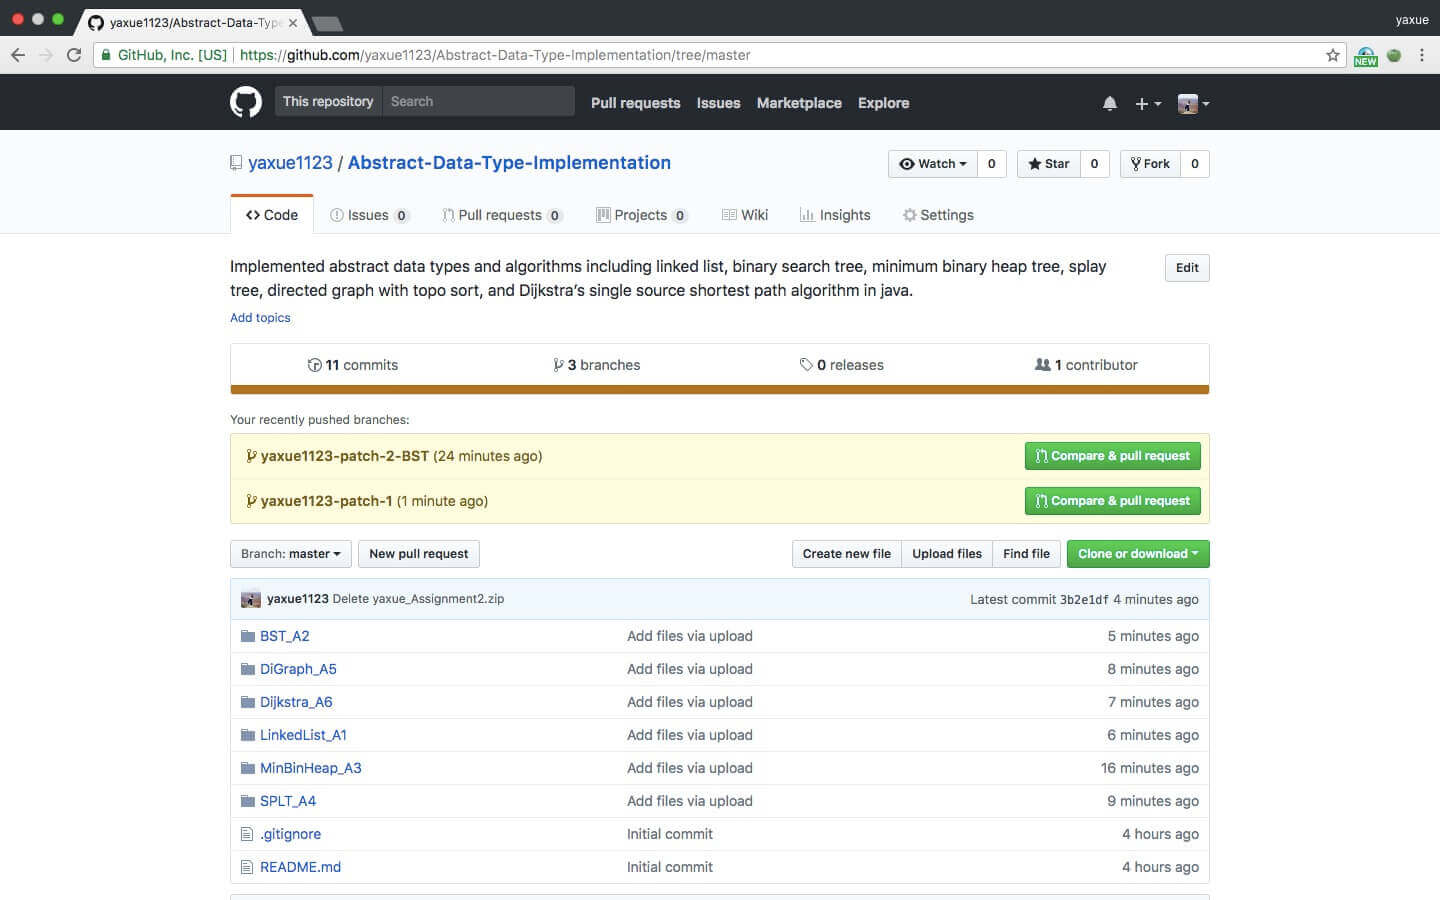 yaxue1123/Abstract-Data-Type
yaxue
GitHub, Inc. [US] https://github.com/yaxue1123/Abstract-Data-Type-Implementation/tree/master
NEW
This repository Search Pull requests Issues Marketplace Explore
yaxue1123 / Abstract-Data-Type-Implementation Watch 0 Star 0 Fork 0
Code Issues 0 Pull requests 0 Projects 0 Wiki Insights Settings
Implemented abstract data types and algorithms including linked list, binary search tree, minimum binary heap tree, splay Edit
tree, directed graph with topo sort, and Dijkstra’s single source shortest path algorithm in java.
Add topics
11 commits 3 branches 0 releases 1 contributor
Your recently pushed branches:
yaxue1123-patch-2-BST (24 minutes ago) Compare & pull request
yaxue1123-patch-1 (1 minute ago) Compare & pull request
Branch: master New pull request Create new file Upload files Find file Clone or download
yaxue1123 Delete yaxue_Assignment2.zip Latest commit 3b2e1df 4 minutes ago
BST_A2 Add files via upload 5 minutes ago
DiGraph_A5 Add files via upload 8 minutes ago
Dijkstra_A6 Add files via upload 7 minutes ago
LinkedList_A1 Add files via upload 6 minutes ago
MinBinHeap_A3 Add files via upload 16 minutes ago
SPLT_A4 Add files via upload 9 minutes ago
.gitignore Initial commit 4 hours ago
README.md Initial commit 4 hours ago